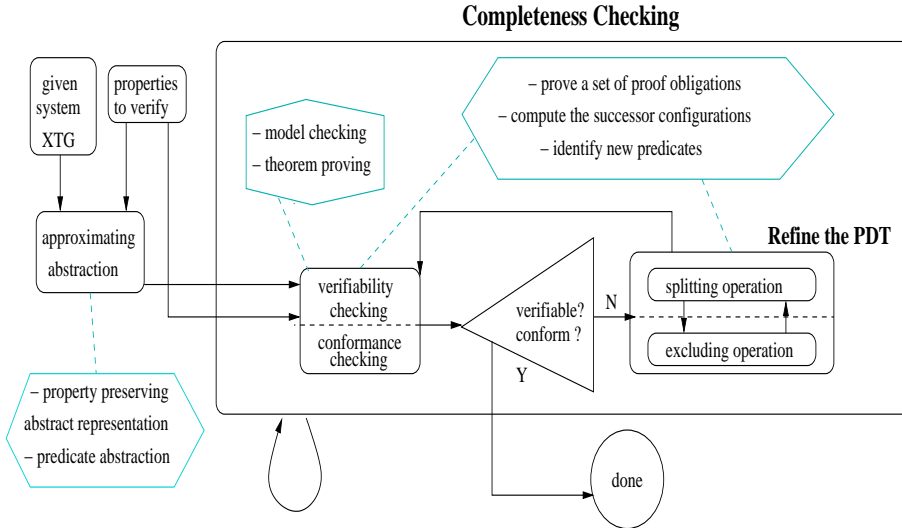 Completeness Checking
given
system
XTG
properties
to verify
– model checking
– theorem proving
– prove a set of proof obligations
– compute the successor configurations
– identify new predicates
approximating
abstraction
Refine the PDT
verifiability
checking
conformance
checking
verifiable?
conform ?
N
Y
splitting operation
excluding operation
– property preserving
abstract representation
– predicate abstraction
done